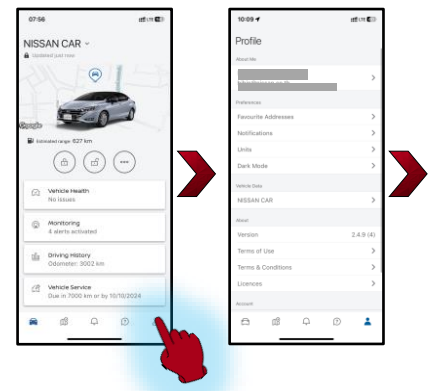 07:56
LTE
NISSAN CAR
Updated just now
Google
Estimated range: 627 km
Vehicle Health
No issues
Monitoring
4 alerts activated
Driving History
Odometer: 3002 km
Vehicle Service
Due in 7000 km or by 10/10/2024
10:09
LTE
Profile
About Me
Preferences
Favourite Addresses
Notifications
Units
Dark Mode
Vehicle Data
NISSAN CAR
About
Version 2.4.9 (4)
Terms of Use
Terms & Conditions
Licences
Account